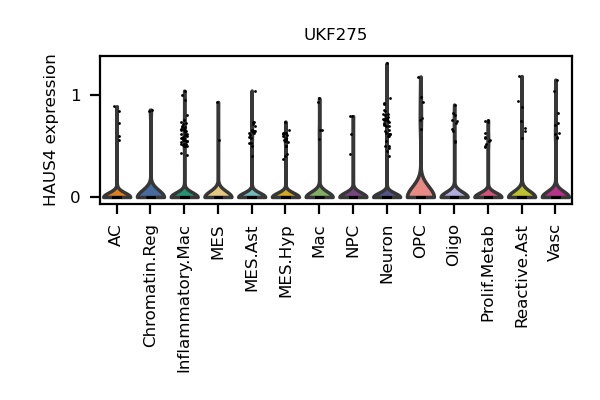 UKF275
HAUS4 expression
1
0
AC
Chromatin.Reg
Inflammatory.Mac
MES
MES.Ast
MES.Hyp
Mac
NPC
Neuron
OPC
Oligo
Prolif.Metab
Reactive.Ast
Vasc